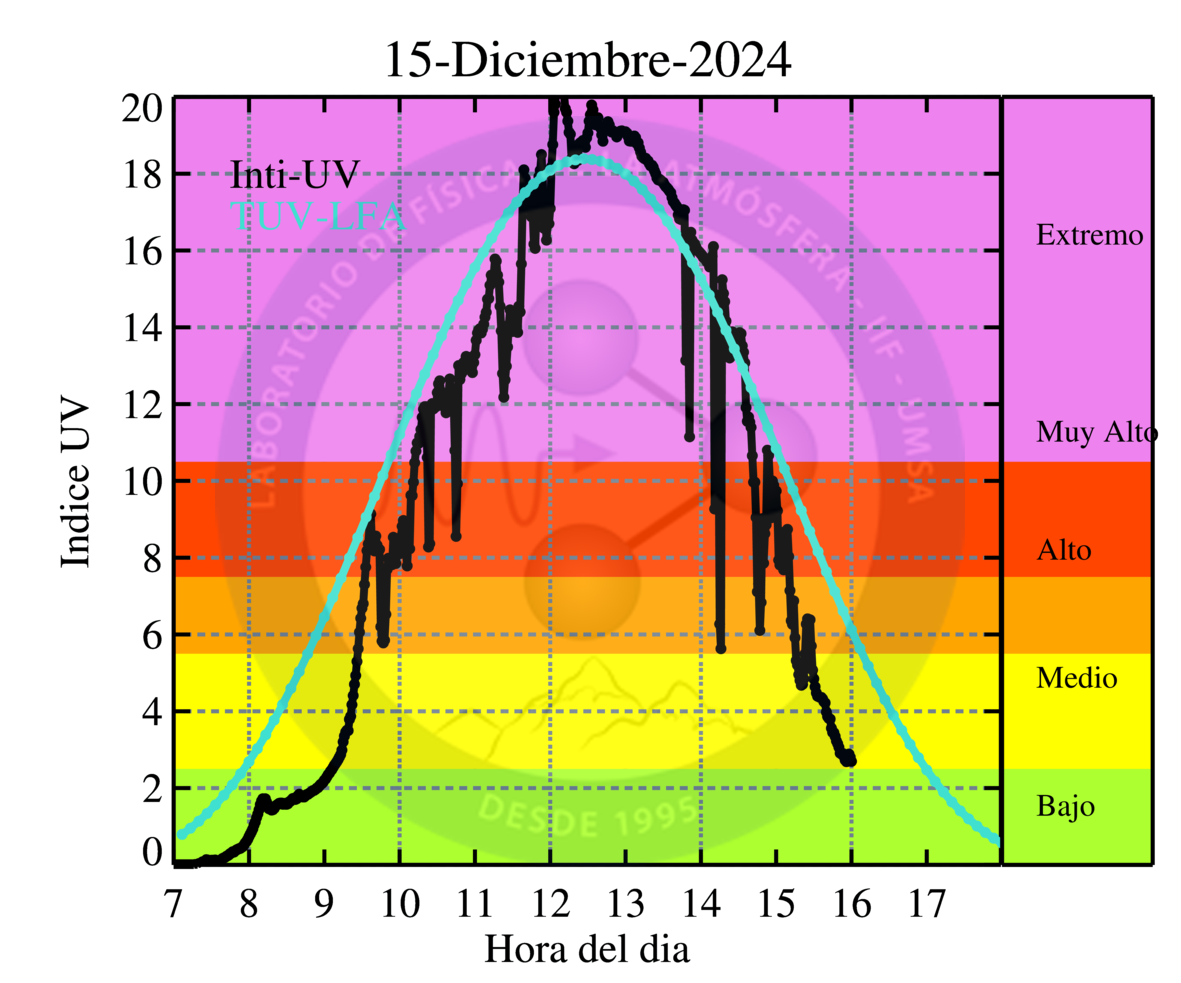 15-Diciembre-2024
20
18
16
14
12
10
8
6
4
2
0
Indice UV
Inti-UV
TUV-LFA
LABORATORIO DE FÍSICA DE LA ATMÓSFERA - IIF - UMSA
DESDE 1995
Extremo
Muy Alto
Alto
Medio
Bajo
7 8 9 10 11 12 13 14 15 16 17
Hora del dia